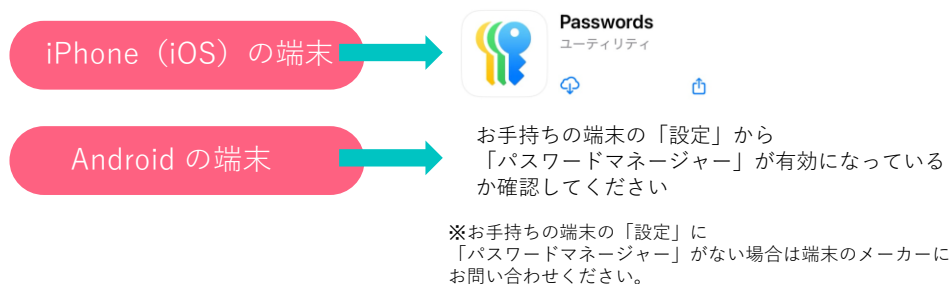 iPhone（iOS）の端末
Passwords
ユーティリティ
Android の端末
お手持ちの端末の「設定」から
「パスワードマネージャー」が有効になっている
か確認してください
※お手持ちの端末の「設定」に
「パスワードマネージャー」がない場合は端末のメーカーに
お問い合わせください。